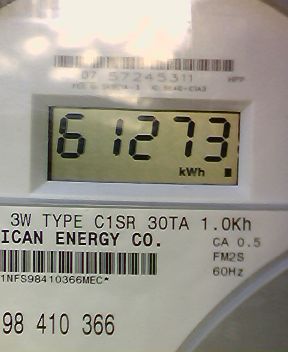 07 57245311 HPP
61273
kWh
3W TYPE C1SR 30TA 1.0Kh
ICAN ENERGY CO.
CA 0.5
FM2S
60Hz
1NFS98410366MEC*
98 410 366